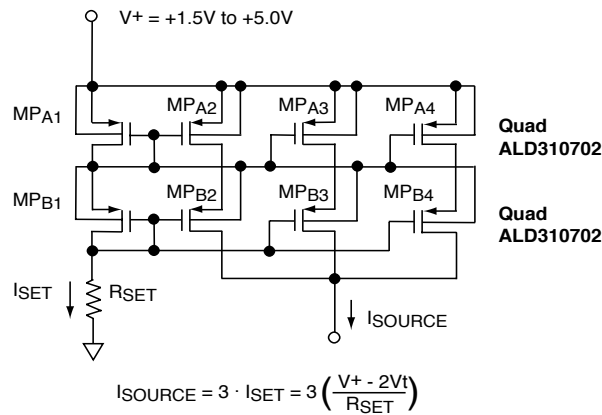 V+ = +1.5V to +5.0V
MPA1
MPA2
MPA3
MPA4
Quad
ALD310702
MPB1
MPB2
MPB3
MPB4
Quad
ALD310702
ISET
RSET
ISOURCE
ISOURCE = 3 · ISET = 3 ( V+ - 2Vt / RSET )